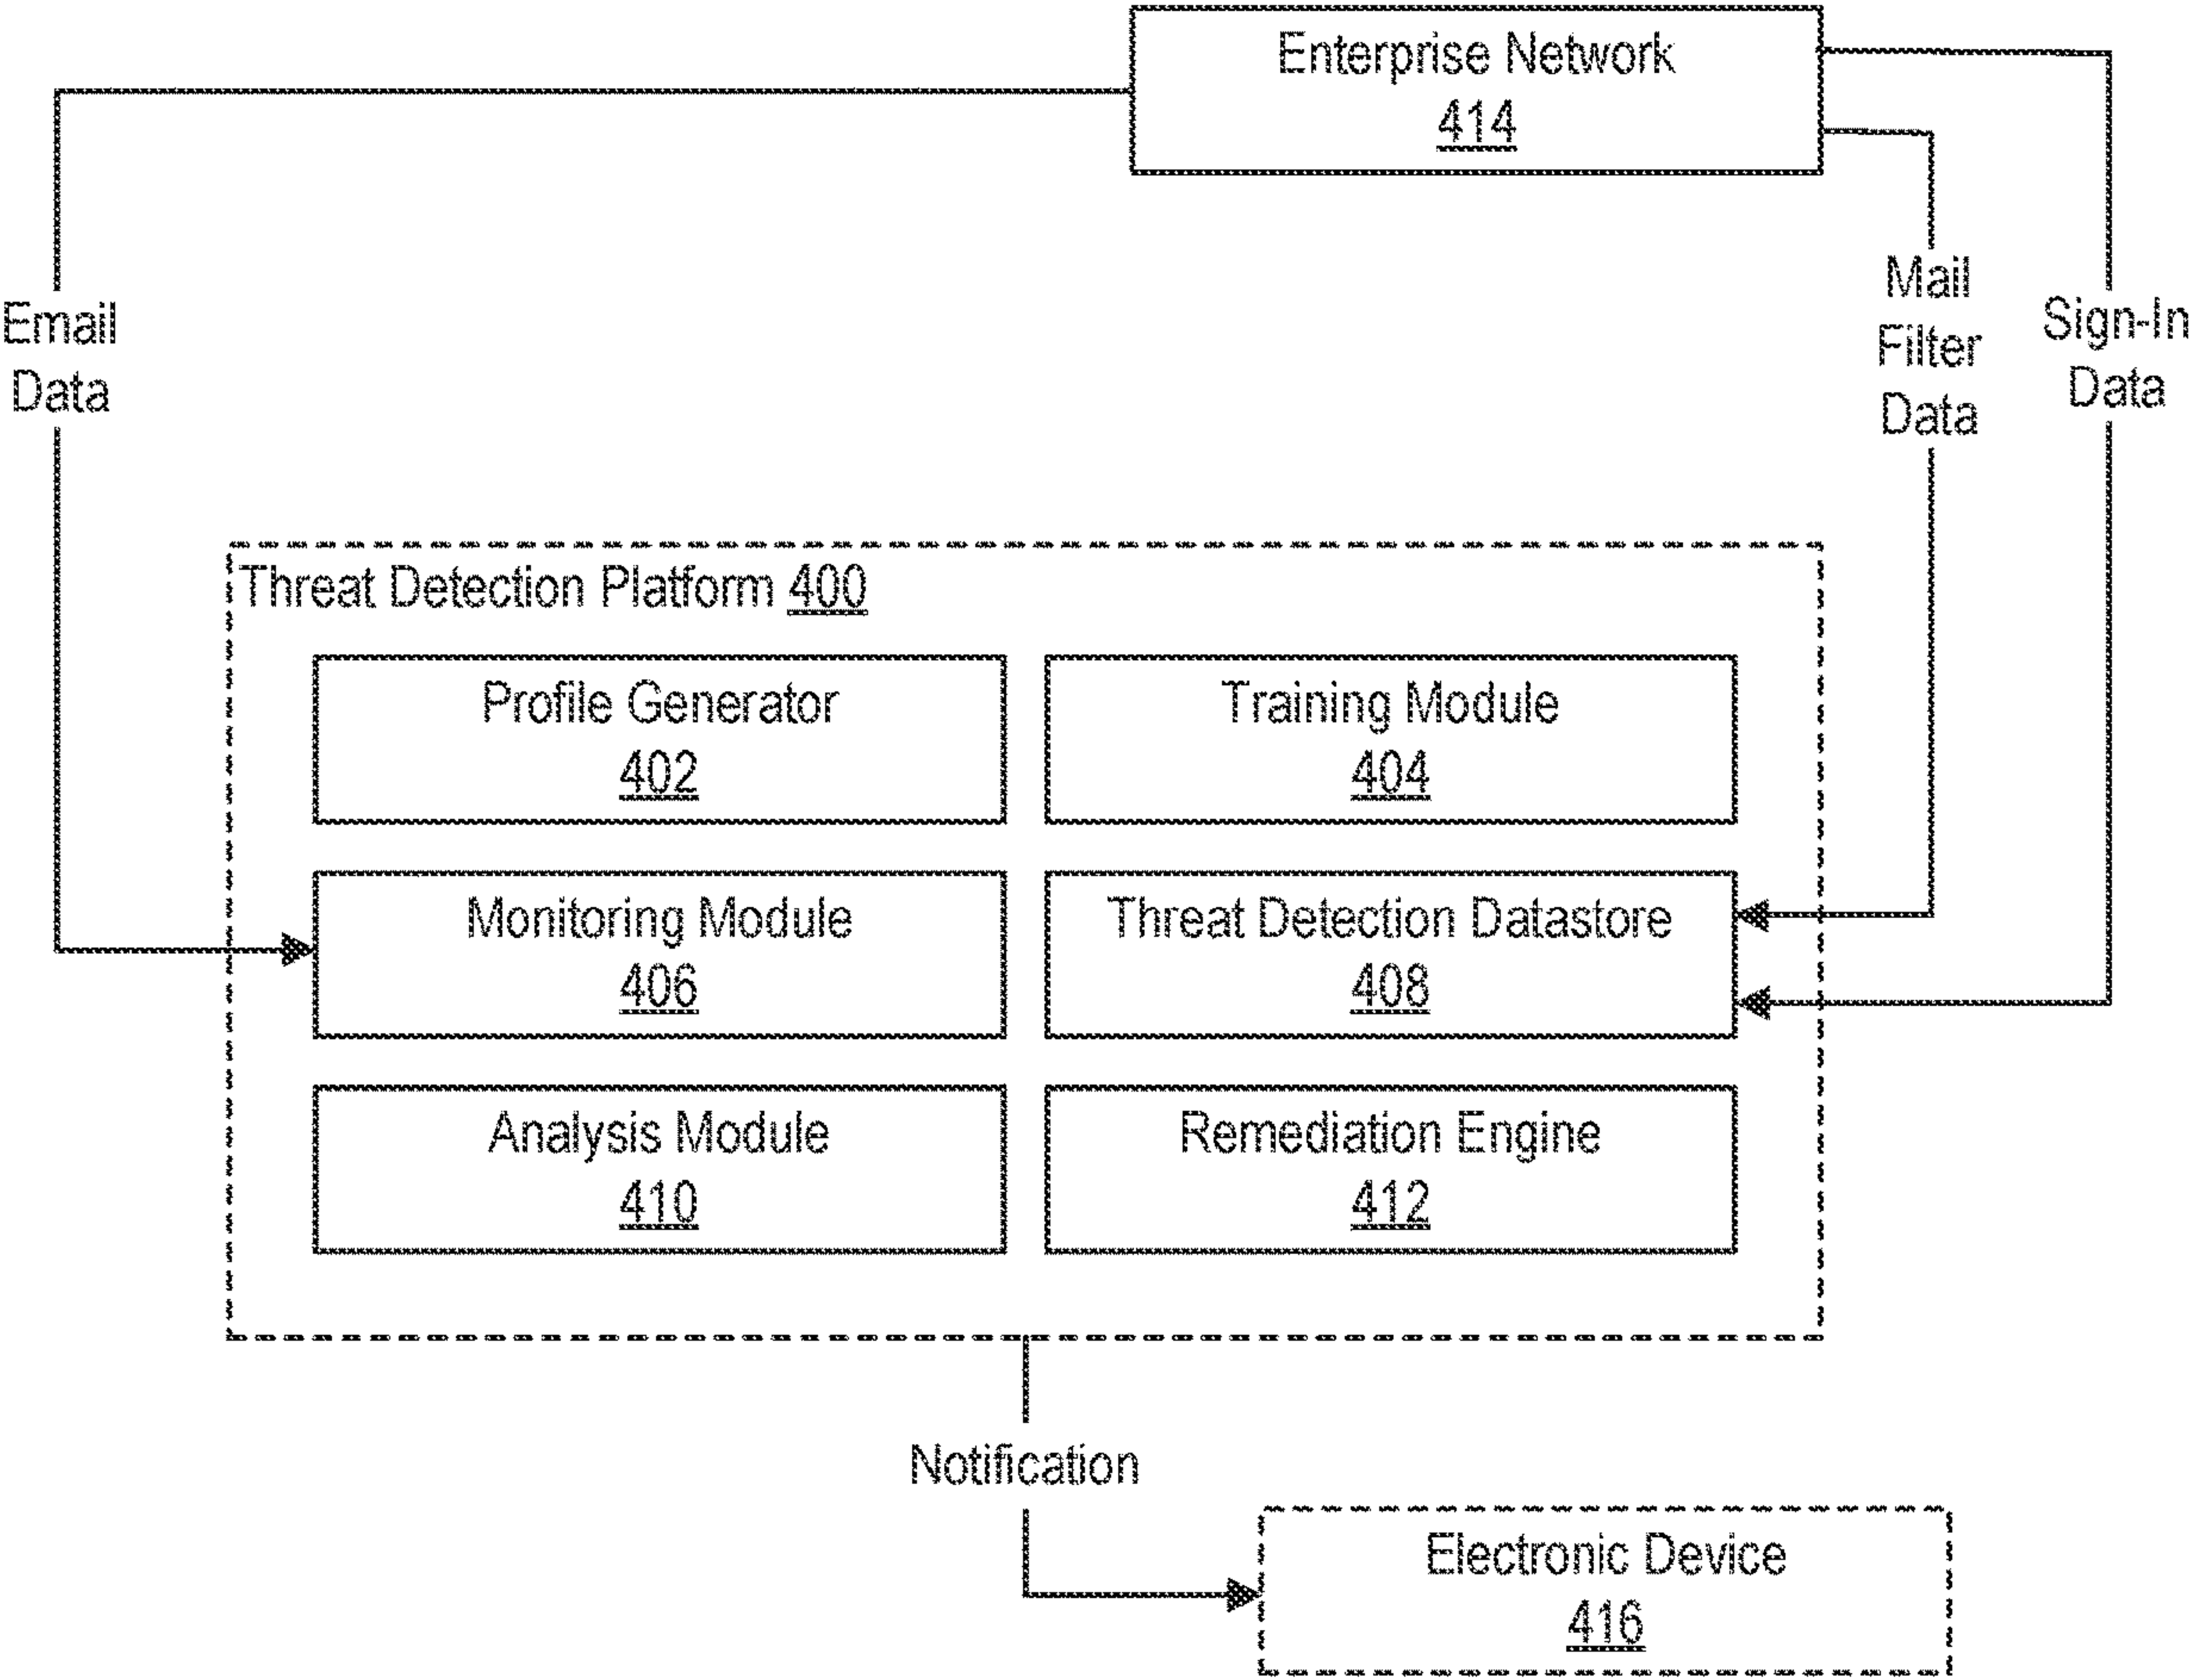 Enterprise Network
414
Email
Data
Mail
Filter
Data
Sign-In
Data
Threat Detection Platform 400
Profile Generator
402
Training Module
404
Monitoring Module
406
Threat Detection Datastore
408
Analysis Module
410
Remediation Engine
412
Notification
Electronic Device
416